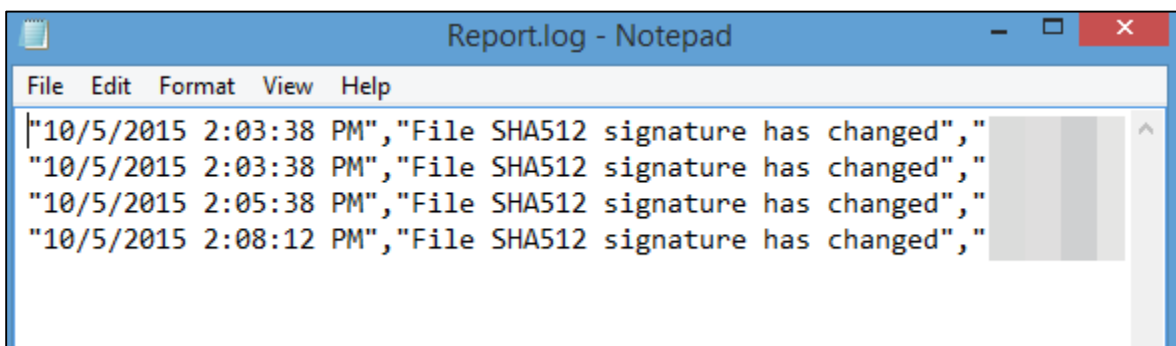 Report.log - Notepad
File Edit Format View Help
"10/5/2015 2:03:38 PM","File SHA512 signature has changed","
"10/5/2015 2:03:38 PM","File SHA512 signature has changed","
"10/5/2015 2:05:38 PM","File SHA512 signature has changed","
"10/5/2015 2:08:12 PM","File SHA512 signature has changed","